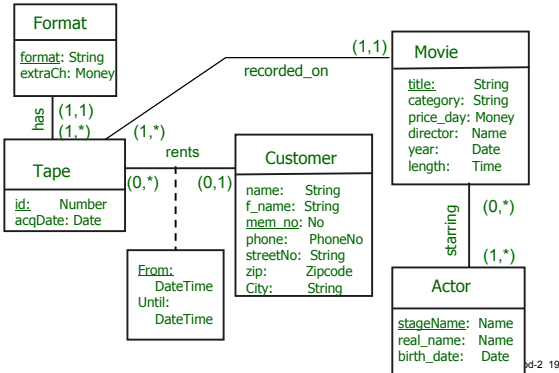 Format
format: String
extraCh: Money
has
(1,1)
(1,*)
(1,*)
recorded_on
(1,1)
Movie
title: String
category: String
price_day: Money
director: Name
year: Date
length: Time
Tape
id: Number
acqDate: Date
rents
(0,*)
(0,1)
Customer
name: String
f_name: String
mem_no: No
phone: PhoneNo
streetNo: String
zip: Zipcode
City: String
From:
DateTime
Until:
DateTime
(0,*)
starring
(1,*)
Actor
stageName: Name
real_name: Name
birth_date: Date
od-2 19